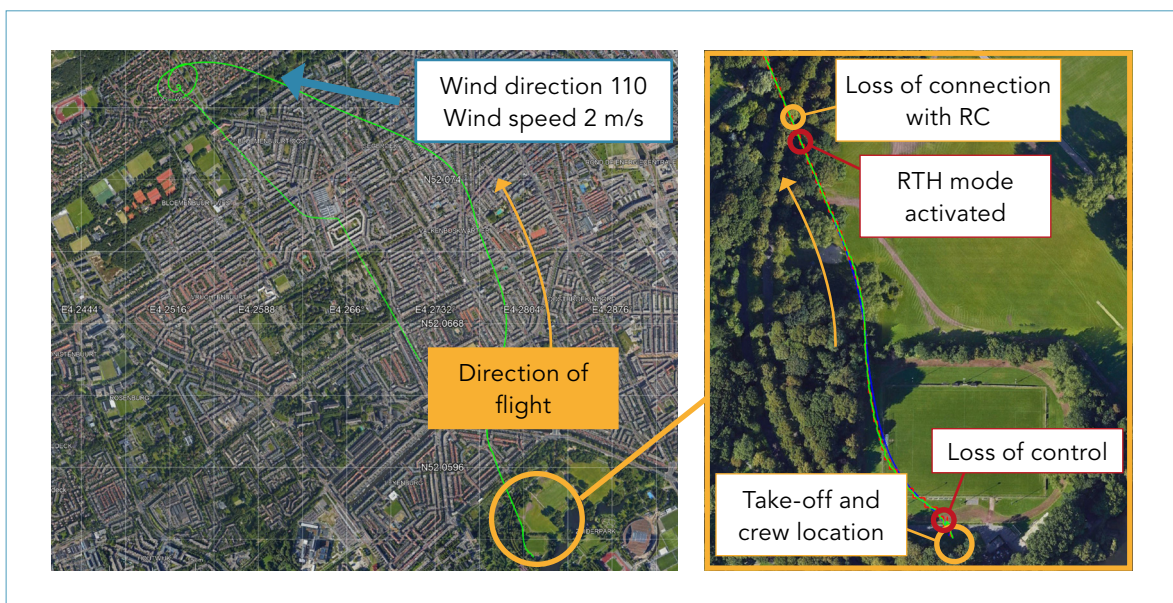 Wind direction 110
Wind speed 2 m/s
N52.074
E4.2444
E4.2516
E4.2588
E4.266
E4.2732
E4.2804
E4.2876
N52.0668
Direction of
flight
N52.0596
Loss of connection
with RC
RTH mode
activated
Loss of control
Take-off and
crew location